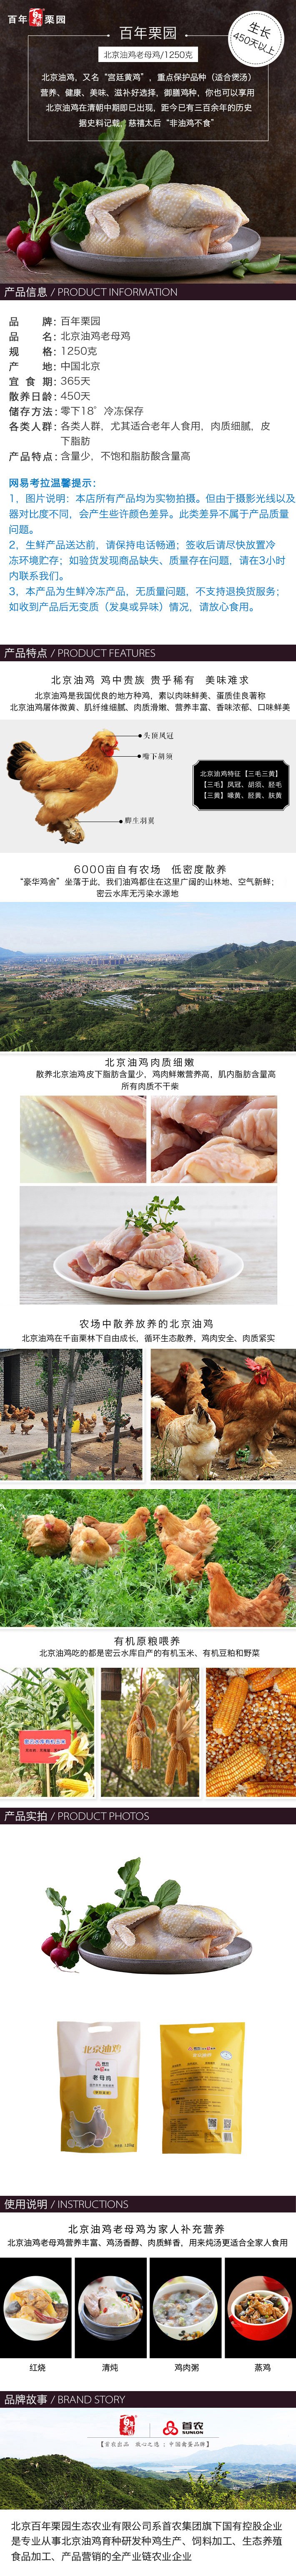 百年 栗园
百年栗园
生长
450天以上
北京油鸡老母鸡/1250克
北京油鸡，又名“宫廷黄鸡”，重点保护品种（适合煲汤）
营养、健康、美味、滋补好选择，御膳鸡种，你也可以享用
北京油鸡在清朝中期即已出现，距今已有三百余年的历史
据史料记载，慈禧太后“非油鸡不食”
产品信息 / PRODUCT INFORMATION
品 牌：百年栗园
品 名：北京油鸡老母鸡
规 格：1250克
产 地：中国北京
宜 食 期：365天
散养日龄：450天
储存方法：零下18°冷冻保存
各类人群：各类人群，尤其适合老年人食用，肉质细腻，皮
下脂肪
产品特点：含量少，不饱和脂肪酸含量高
网易考拉温馨提示：
1，图片说明：本店所有产品均为实物拍摄。但由于摄影光线以及
器对比度不同，会产生些许颜色差异。此类差异不属于产品质量
问题。
2，生鲜产品送达前，请保持电话畅通；签收后请尽快放置冷
冻环境贮存；如验货发现商品缺失、质量存在问题，请在3小时
内联系我们。
3，本产品为生鲜冷冻产品，无质量问题，不支持退换货服务；
如收到产品后无变质（发臭或异味）情况，请放心食用。
产品特点 / PRODUCT FEATURES
北京油鸡 鸡中贵族 贵乎稀有 美味难求
北京油鸡是我国优良的地方种鸡，素以肉味鲜美、蛋质佳良著称
北京油鸡屠体微黄、肌纤维细腻、肉质滑嫩、营养丰富、香味浓郁、口味鲜美
头顶凤冠
嘴下胡须
脚生羽翼
北京油鸡特征【三毛三黄】
【三毛】凤冠、胡须、胫毛
【三黄】喙黄、胫黄、肤黄
6000亩自有农场 低密度散养
“豪华鸡舍”坐落于此，我们油鸡都住在这里广阔的山林地、空气新鲜；
密云水库无污染水源地
北京油鸡肉质细嫩
散养北京油鸡皮下脂肪含量少，鸡肉鲜嫩营养高，肌内脂肪含量高
所有肉质不干柴
农场中散养放养的北京油鸡
北京油鸡在千亩栗林下自由成长，循环生态散养，鸡肉安全、肉质紧实
有机原粮喂养
北京油鸡吃的都是密云水库自产的有机玉米、有机豆粕和野菜
产品实拍 / PRODUCT PHOTOS
北京油鸡
首农
老母鸡
使用说明 / INSTRUCTIONS
北京油鸡老母鸡为家人补充营养
北京油鸡老母鸡营养丰富、鸡汤香醇、肉质鲜香，用来炖汤更适合全家人食用
红烧 清炖 鸡肉粥 蒸鸡
品牌故事 / BRAND STORY
首农
SUNLON
【首农出品 放心之选 | 中国禽蛋品牌】
北京百年栗园生态农业有限公司系首农集团旗下国有控股企业
是专业从事北京油鸡育种研发种鸡生产、饲料加工、生态养殖
食品加工、产品营销的全产业链农业企业